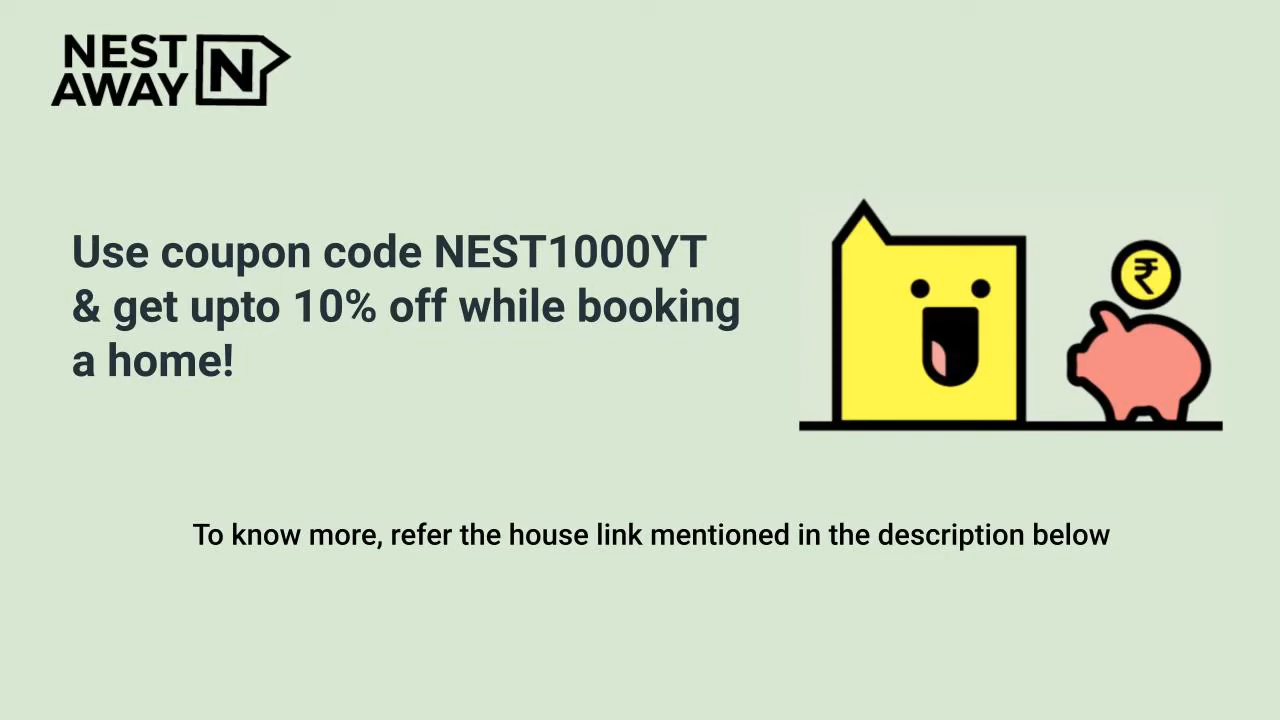 NEST
AWAY N
Use coupon code NEST1000YT
& get upto 10% off while booking
a home!
₹
To know more, refer the house link mentioned in the description below